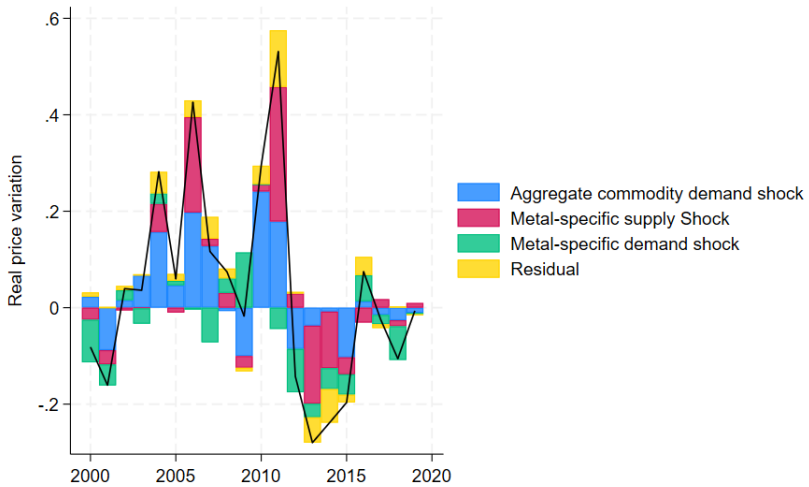 Real price variation
.6
.4
.2
0
-.2
2000 2005 2010 2015 2020
Aggregate commodity demand shock
Metal-specific supply Shock
Metal-specific demand shock
Residual